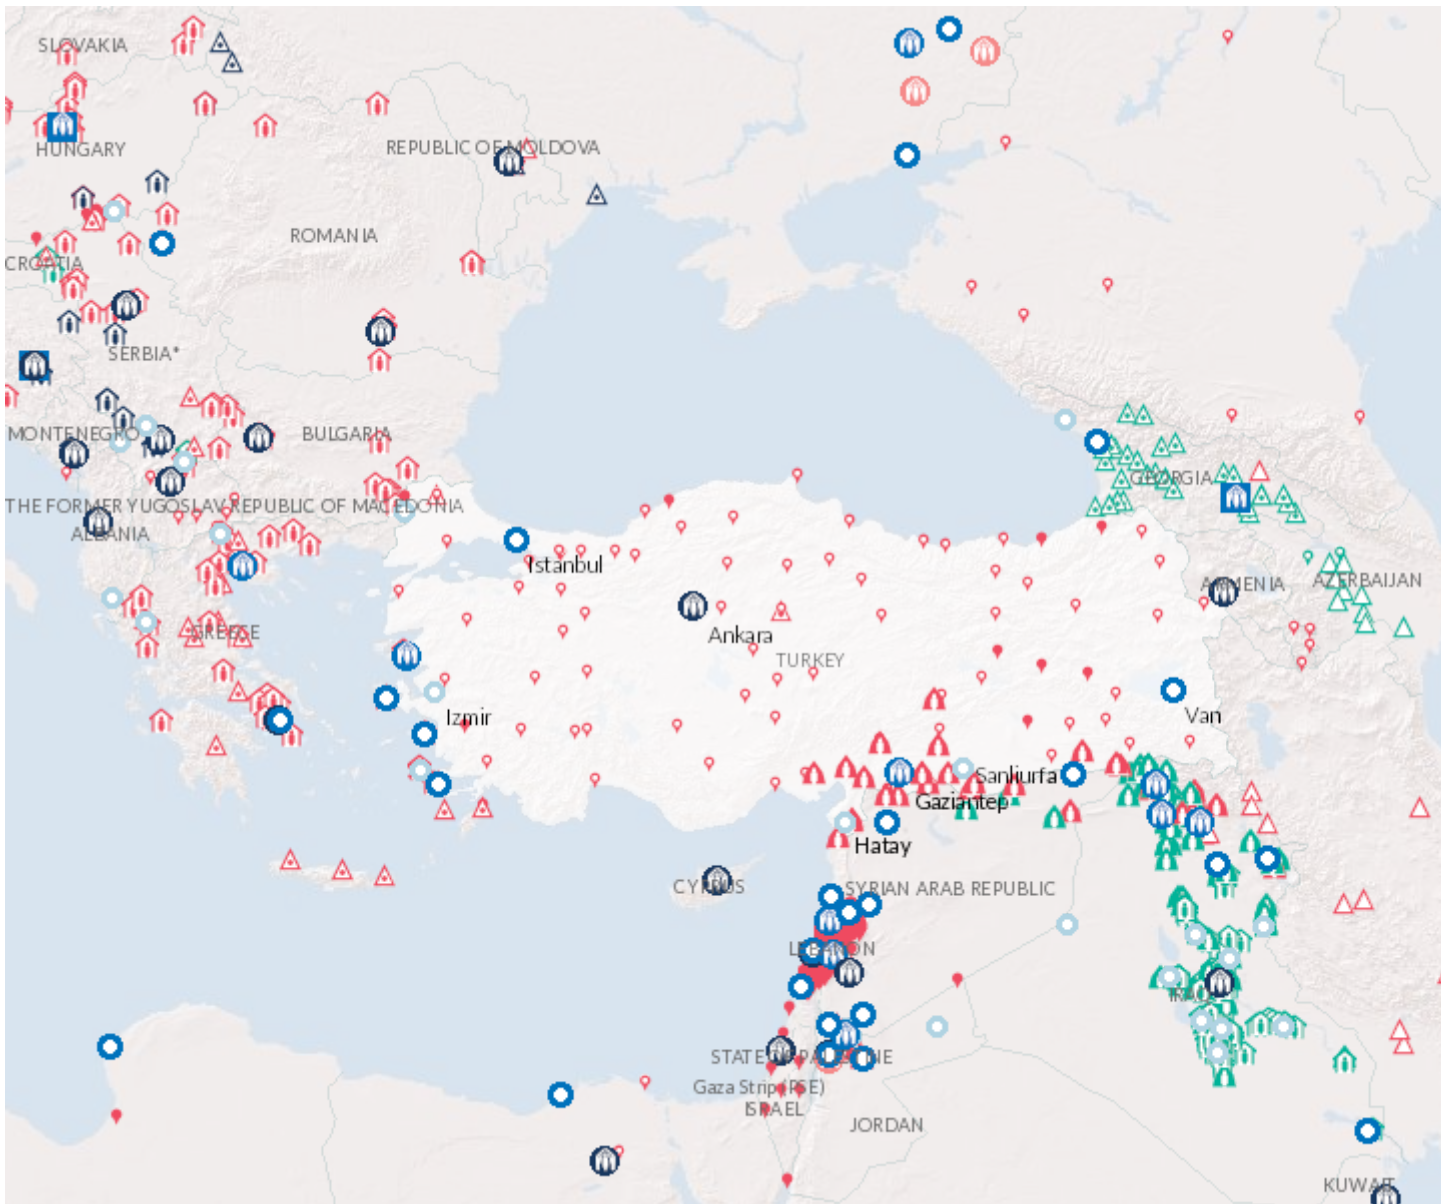 SLOVAKIA
HUNGARY
REPUBLIC OF MOLDOVA
ROMANIA
CROATIA
SERBIA*
MONTENEGRO
BULGARIA
GEORGIA
THE FORMER YUGOSLAV REPUBLIC OF MACEDONIA
ALBANIA
Istanbul
ARMENIA
AZERBAIJAN
GREECE
Ankara
TURKEY
Izmir
Van
Sanliurfa
Gaziantep
Hatay
CYPRUS
SYRIAN ARAB REPUBLIC
LEBANON
IRAQ
STATE OF PALESTINE
Gaza Strip (PSE)
ISRAEL
JORDAN
KUWAIT